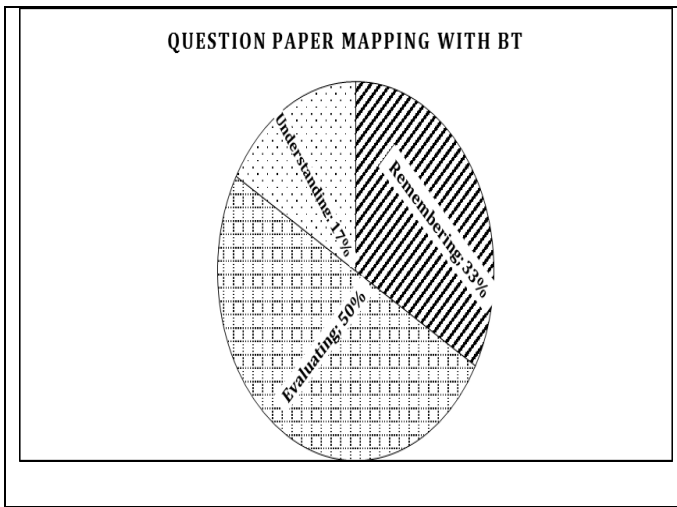 QUESTION PAPER MAPPING WITH BT
Understanding; 17%
Remembering; 33%
Evaluating; 50%